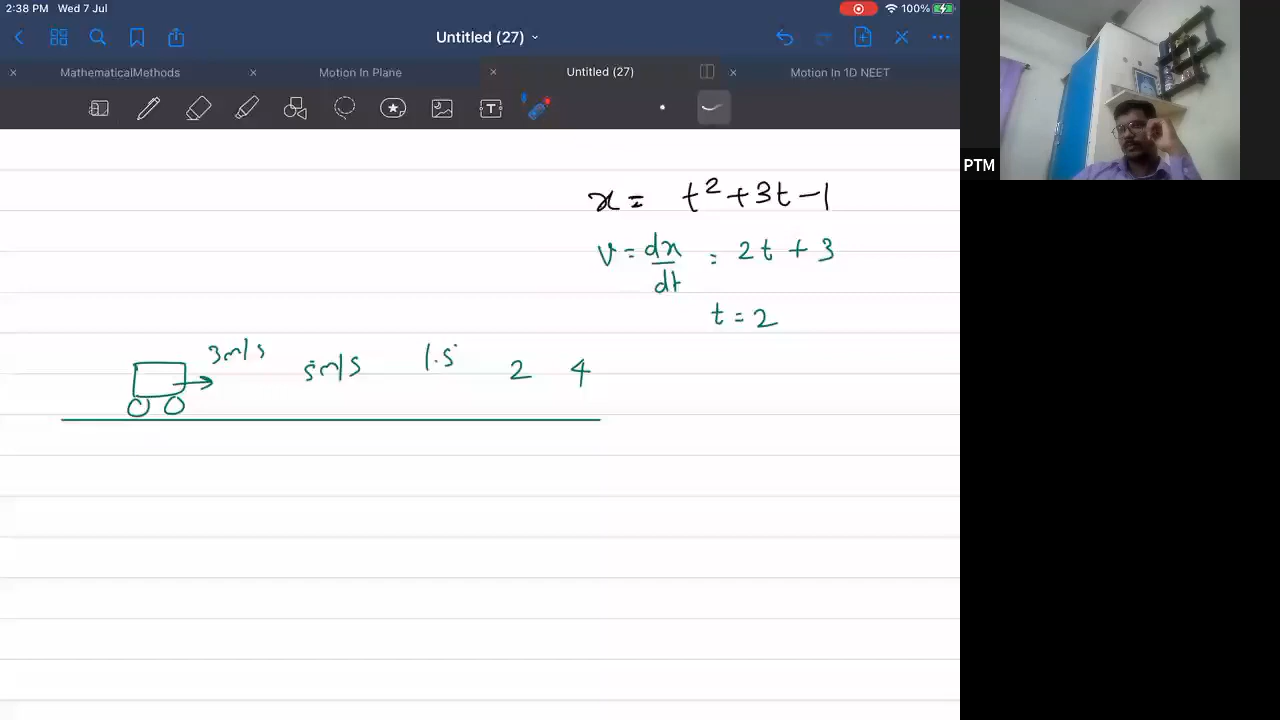 2:38 PM Wed 7 Jul
100%
Untitled (27)
MathematicalMethods
Motion In Plane
Untitled (27)
Motion In 1D NEET
T
PTM
x = t² + 3t - 1
v = dx/dt = 2t + 3
t = 2
3m/s 5m/s 1.5 2 4